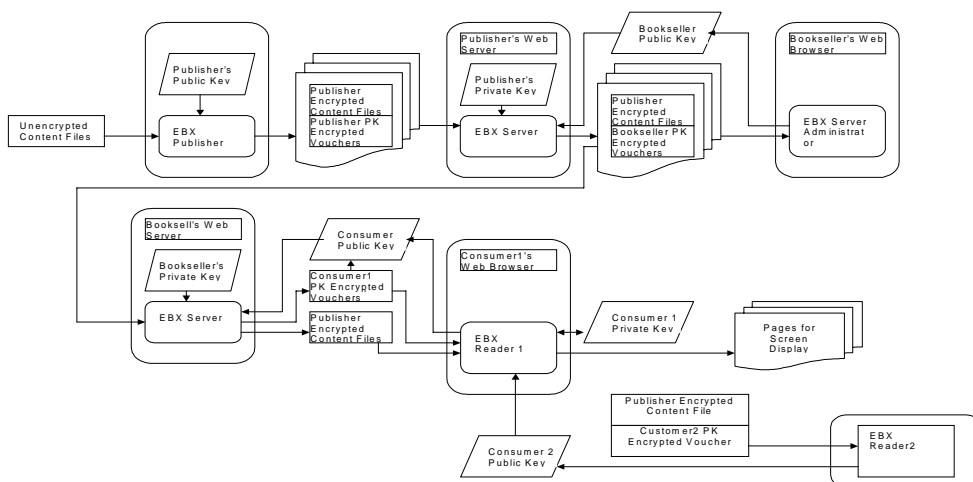 Publisher's
Public Key
Unencrypted
Content Files
EBX
Publisher
Publisher
Encrypted
Content Files
Publisher PK
Encrypted
Vouchers
Publisher's Web
Server
Publisher's
Private Key
EBX Server
Bookseller
Public Key
Publisher
Encrypted
Content Files
Bookseller PK
Encrypted
Vouchers
Bookseller's Web
Browser
EBX Server
Administrat
or
Booksell's Web
Server
Bookseller's
Private Key
EBX Server
Consumer
Public Key
Consumer1
PK Encrypted
Vouchers
Publisher
Encrypted
Content Files
Consumer1's
Web Browser
EBX
Reader 1
Consumer 1
Private Key
Pages for
Screen
Display
Publisher Encrypted
Content File
Customer2 PK
Encrypted Voucher
Consumer 2
Public Key
EBX
Reader2